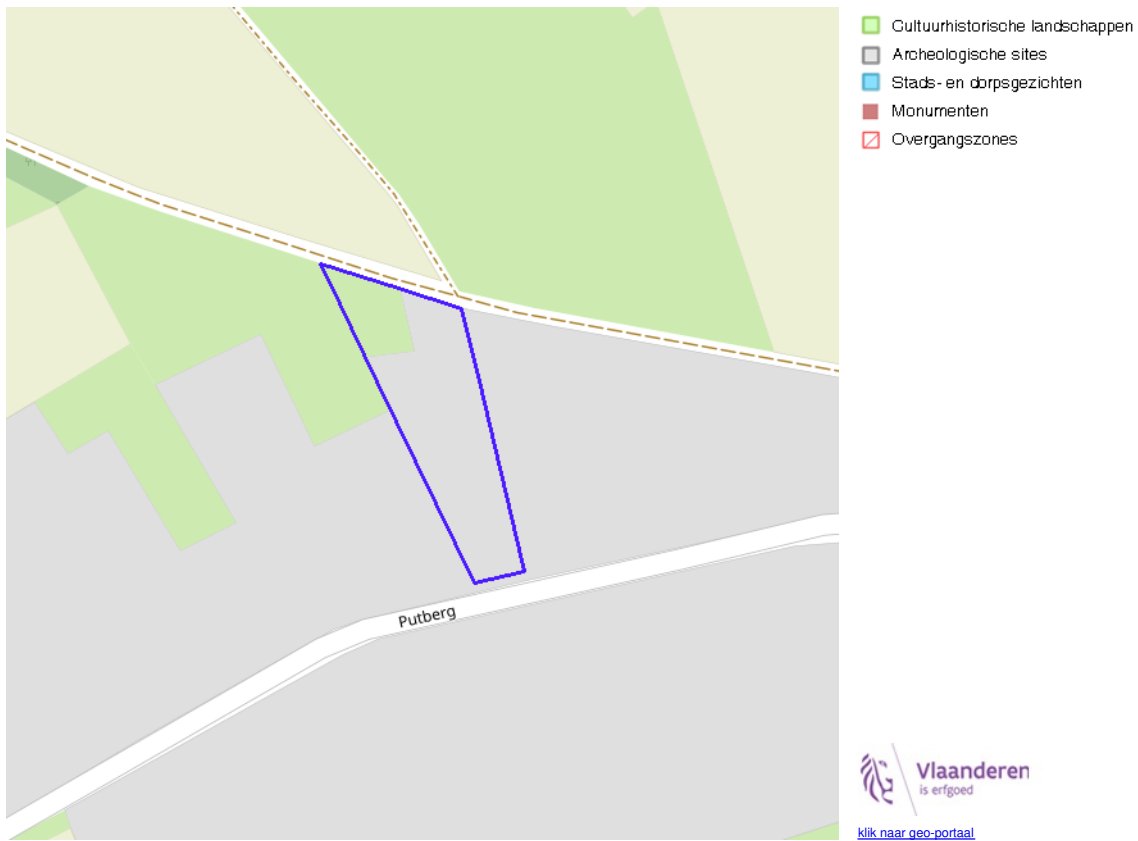 Cultuurhistorische landschappen
Archeologische sites
Stads- en dorpsgezichten
Monumenten
Overgangszones
Putberg
Vlaanderen
is erfgoed
klik naar geo-portaal